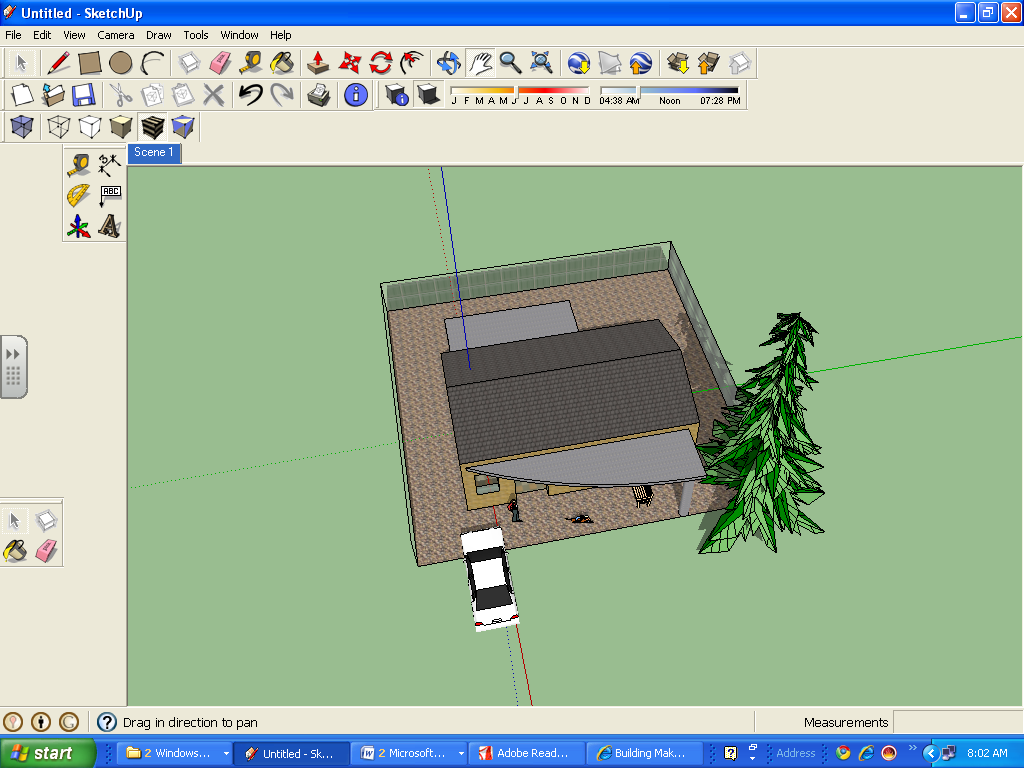 Untitled - SketchUp
File Edit View Camera Draw Tools Window Help
J F M A M J J A S O N D 04:38 AM Noon 07:28 PM
Scene 1
ABC
A
Drag in direction to pan
Measurements
start 2 Windows... Untitled - Sk... 2 Microsoft... Adobe Read... Building Mak... Address 8:02 AM